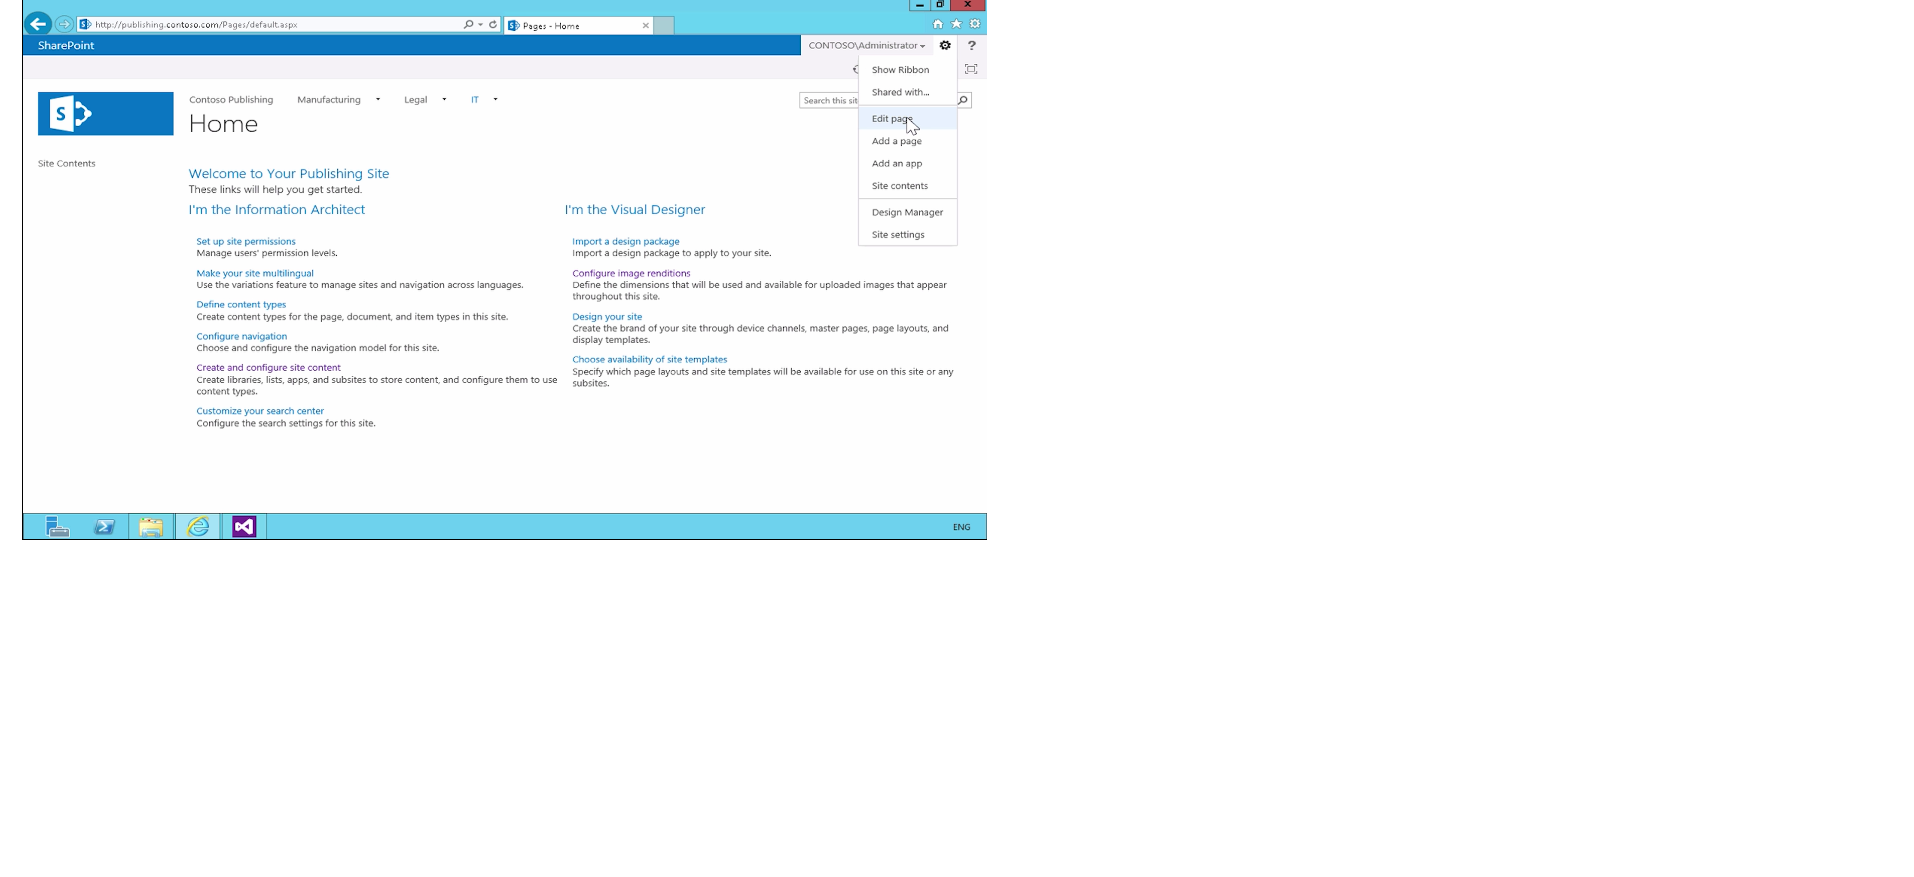 http://publishing.contoso.com/Pages/default.aspx
Pages - Home
SharePoint
CONTOSO\Administrator
?
Show Ribbon
Shared with...
Edit page
Add a page
Add an app
Site contents
Design Manager
Site settings
S
Contoso Publishing
Manufacturing
Legal
IT
Search this sit
Home
Site Contents
Welcome to Your Publishing Site
These links will help you get started.
I'm the Information Architect
Set up site permissions
Manage users' permission levels.
Make your site multilingual
Use the variations feature to manage sites and navigation across languages.
Define content types
Create content types for the page, document, and item types in this site.
Configure navigation
Choose and configure the navigation model for this site.
Create and configure site content
Create libraries, lists, apps, and subsites to store content, and configure them to use
content types.
Customize your search center
Configure the search settings for this site.
I'm the Visual Designer
Import a design package
Import a design package to apply to your site.
Configure image renditions
Define the dimensions that will be used and available for uploaded images that appear
throughout this site.
Design your site
Create the brand of your site through device channels, master pages, page layouts, and
display templates.
Choose availability of site templates
Specify which page layouts and site templates will be available for use on this site or any
subsites.
ENG